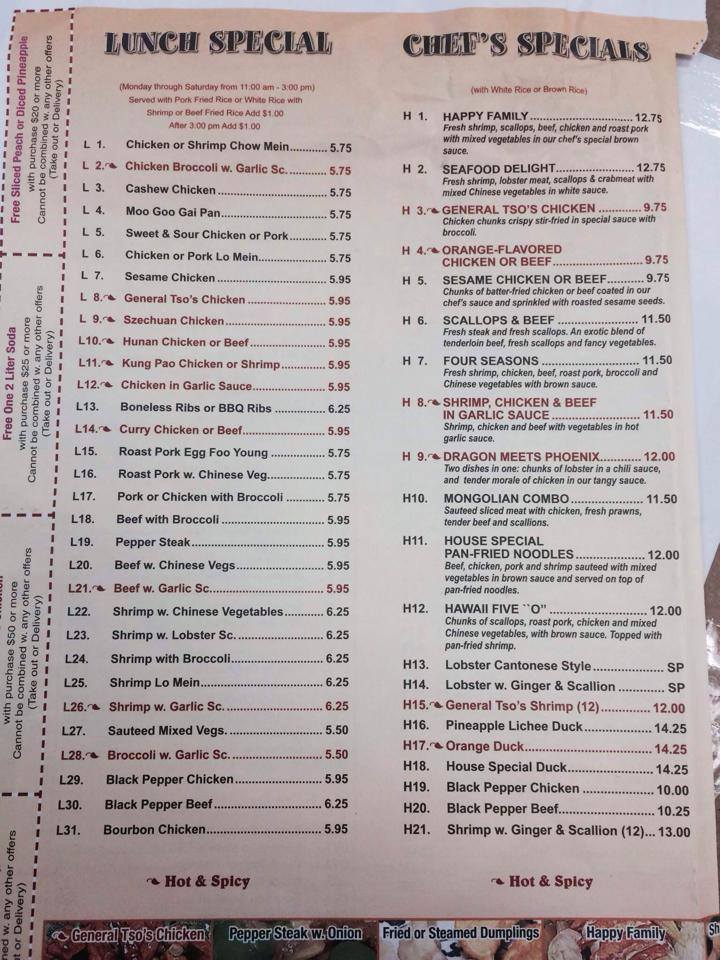 Free Sliced Peach or Diced Pineapple
with purchase $20 or more
Cannot be combined w. any other offers
(Take out or Delivery)
Free One 2 Liter Soda
with purchase $25 or more
Cannot be combined w. any other offers
(Take out or Delivery)
with purchase $50 or more
Cannot be combined w. any other offers
(Take out or Delivery)
w. any other offers
or Delivery)
LUNCH SPECIAL
(Monday through Saturday from 11:00 am - 3:00 pm)
Served with Pork Fried Rice or White Rice with
Shrimp or Beef Fried Rice Add $1.00
After 3:00 pm Add $1.00
L 1. Chicken or Shrimp Chow Mein 5.75
L 2. Chicken Broccoli w. Garlic Sc. 5.75
L 3. Cashew Chicken 5.75
L 4. Moo Goo Gai Pan 5.75
L 5. Sweet & Sour Chicken or Pork 5.75
L 6. Chicken or Pork Lo Mein 5.75
L 7. Sesame Chicken 5.95
L 8. General Tso's Chicken 5.95
L 9. Szechuan Chicken 5.95
L10. Hunan Chicken or Beef 5.95
L11. Kung Pao Chicken or Shrimp 5.95
L12. Chicken in Garlic Sauce 5.95
L13. Boneless Ribs or BBQ Ribs 6.25
L14. Curry Chicken or Beef 5.95
L15. Roast Pork Egg Foo Young 5.75
L16. Roast Pork w. Chinese Veg. 5.75
L17. Pork or Chicken with Broccoli 5.75
L18. Beef with Broccoli 5.95
L19. Pepper Steak 5.95
L20. Beef w. Chinese Vegs 5.95
L21. Beef w. Garlic Sc 5.95
L22. Shrimp w. Chinese Vegetables 6.25
L23. Shrimp w. Lobster Sc. 6.25
L24. Shrimp with Broccoli 6.25
L25. Shrimp Lo Mein 6.25
L26. Shrimp w. Garlic Sc. 6.25
L27. Sauteed Mixed Vegs. 5.50
L28. Broccoli w. Garlic Sc. 5.50
L29. Black Pepper Chicken 5.95
L30. Black Pepper Beef 6.25
L31. Bourbon Chicken 5.95
Hot & Spicy
CHEF'S SPECIALS
(with White Rice or Brown Rice)
H 1. HAPPY FAMILY 12.75
Fresh shrimp, scallops, beef, chicken and roast pork
with mixed vegetables in our chef's special brown
sauce.
H 2. SEAFOOD DELIGHT 12.75
Fresh shrimp, lobster meat, scallops & crabmeat with
mixed Chinese vegetables in white sauce.
H 3. GENERAL TSO'S CHICKEN 9.75
Chicken chunks crispy stir-fried in special sauce with
broccoli.
H 4. ORANGE-FLAVORED
CHICKEN OR BEEF 9.75
H 5. SESAME CHICKEN OR BEEF 9.75
Chunks of batter-fried chicken or beef coated in our
chef's sauce and sprinkled with roasted sesame seeds.
H 6. SCALLOPS & BEEF 11.50
Fresh steak and fresh scallops. An exotic blend of
tenderloin beef, fresh scallops and fancy vegetables.
H 7. FOUR SEASONS 11.50
Fresh shrimp, chicken, beef, roast pork, broccoli and
Chinese vegetables with brown sauce.
H 8. SHRIMP, CHICKEN & BEEF
IN GARLIC SAUCE 11.50
Shrimp, chicken and beef with vegetables in hot
garlic sauce.
H 9. DRAGON MEETS PHOENIX 12.00
Two dishes in one: chunks of lobster in a chili sauce,
and tender morale of chicken in our tangy sauce.
H10. MONGOLIAN COMBO 11.50
Sauteed sliced meat with chicken, fresh prawns,
tender beef and scallions.
H11. HOUSE SPECIAL
PAN-FRIED NOODLES 12.00
Beef, chicken, pork and shrimp sauteed with mixed
vegetables in brown sauce and served on top of
pan-fried noodles.
H12. HAWAII FIVE ``O" 12.00
Chunks of scallops, roast pork, chicken and mixed
Chinese vegetables, with brown sauce. Topped with
pan-fried shrimp.
H13. Lobster Cantonese Style SP
H14. Lobster w. Ginger & Scallion SP
H15. General Tso's Shrimp (12) 12.00
H16. Pineapple Lichee Duck 14.25
H17. Orange Duck 14.25
H18. House Special Duck 14.25
H19. Black Pepper Chicken 10.00
H20. Black Pepper Beef 10.25
H21. Shrimp w. Ginger & Scallion (12) 13.00
Hot & Spicy
General Tso's Chicken
Pepper Steak w. Onion
Fried or Steamed Dumplings
Happy Family